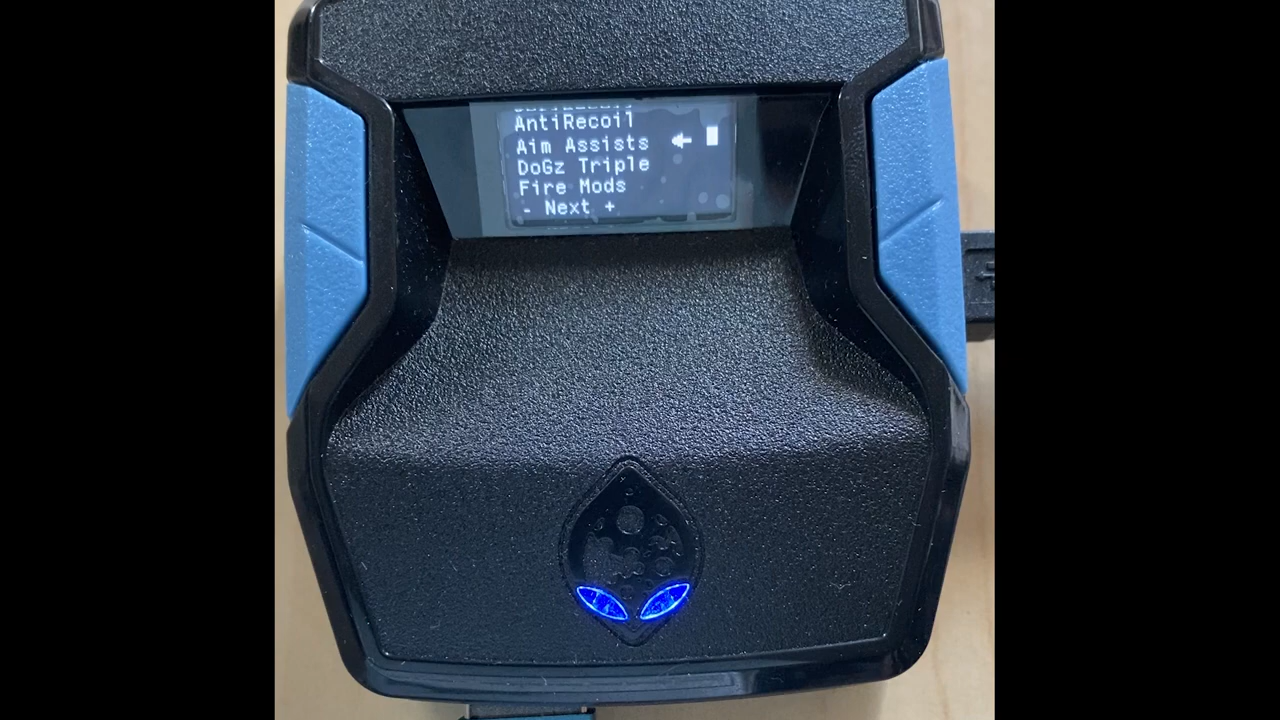 AntiRecoil
Aim Assists
DoGz Triple
Fire Mods
- Next +